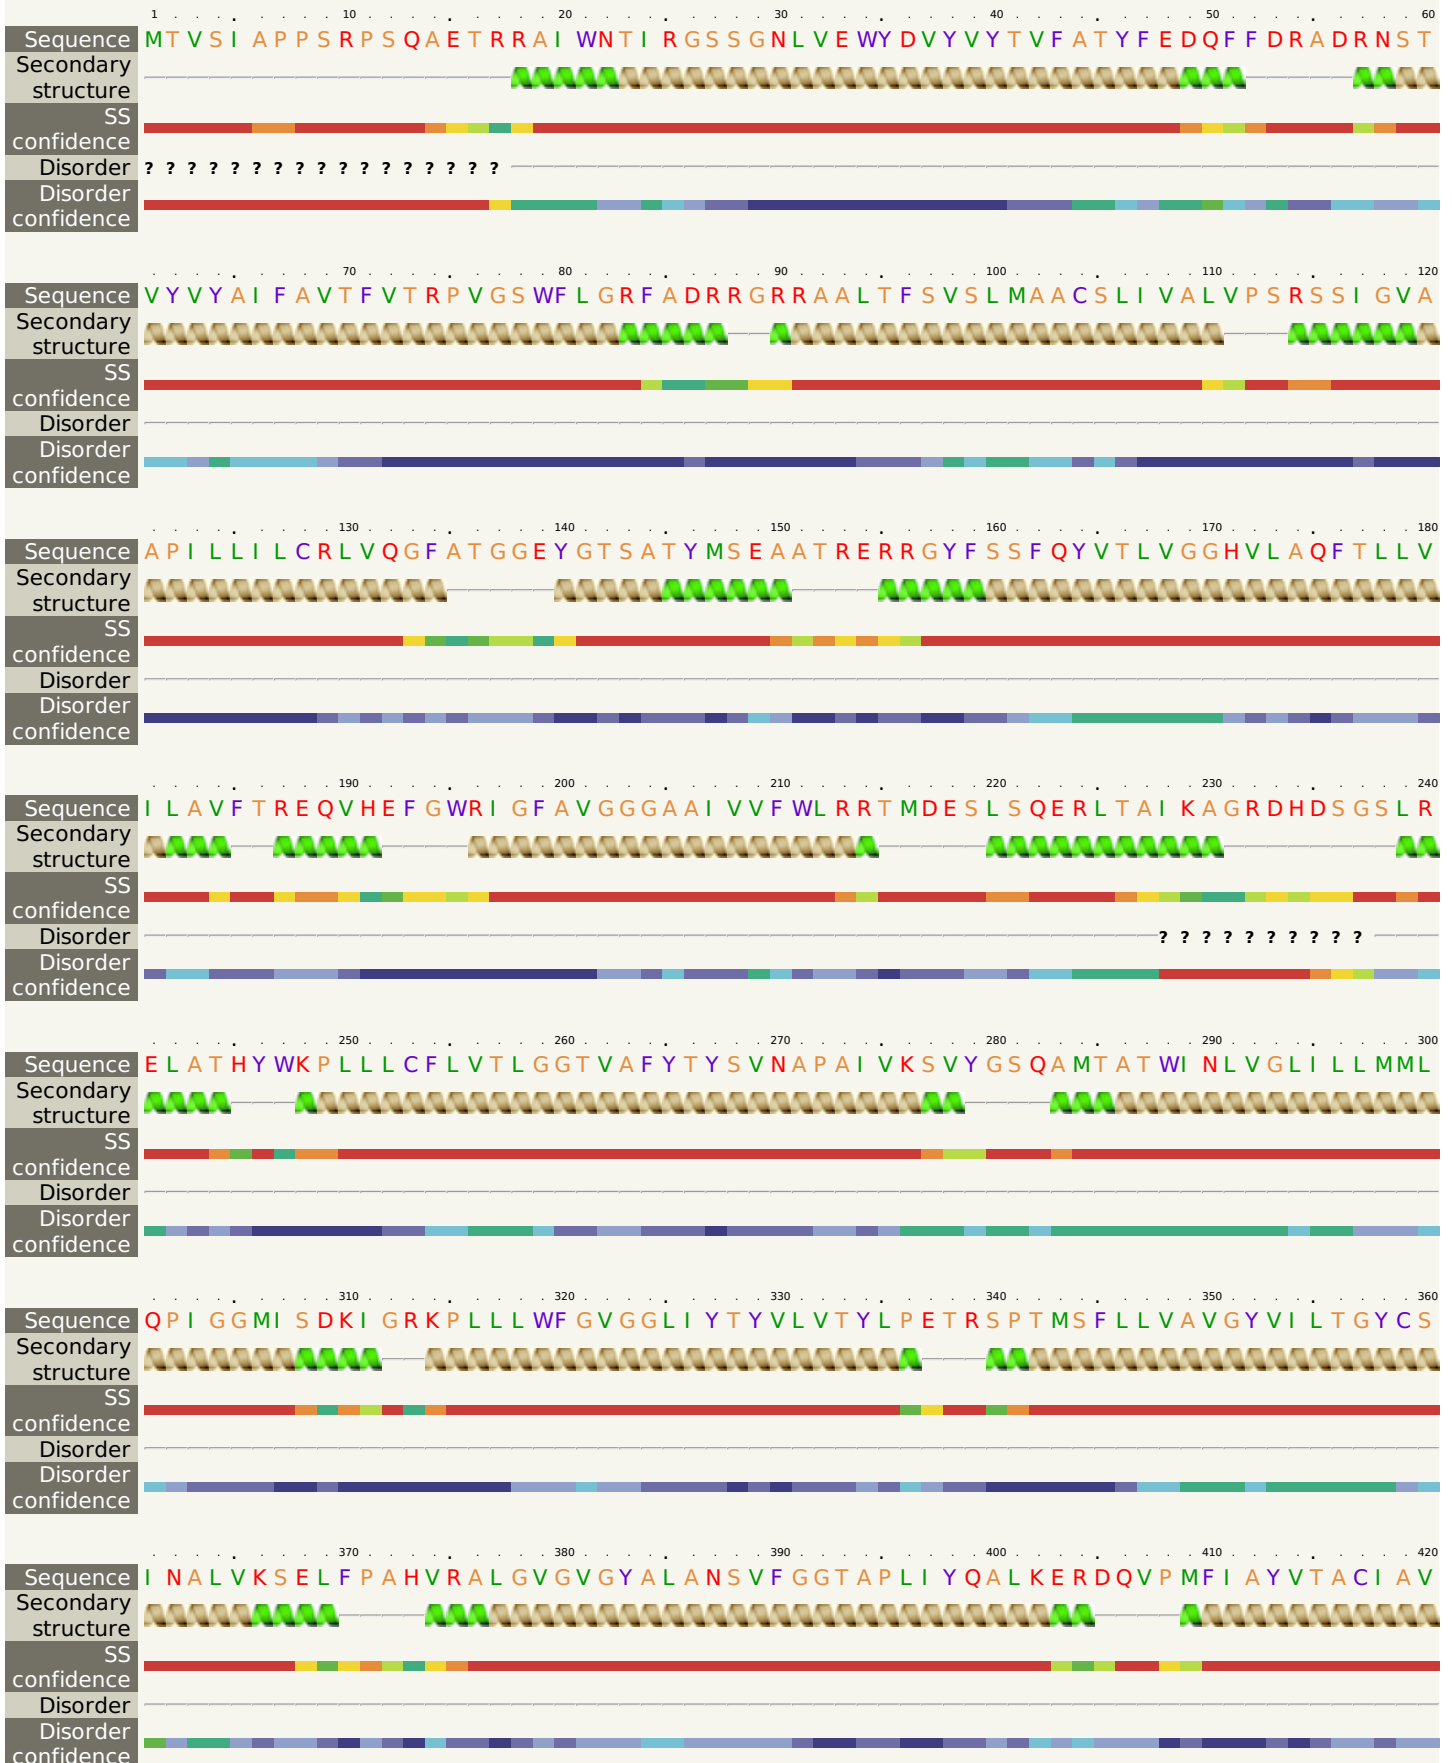 1 10 20 30 40 50 60
Sequence MTVSIAPPSRPSQAETRRAIWNTIRGSSGNLVEWYDVYVYTVFATYFEDQFFDRADRNST
Secondary
structure
SS
confidence
Disorder ? ? ? ? ? ? ? ? ? ? ? ? ? ? ? ? ?
Disorder
confidence
70 80 90 100 110 120
Sequence VYVYAIFAVTFVTRPVGSWFLGRFADRRGRRAALTFSVSLMAACSLIVALVPSRSSIGVA
Secondary
structure
SS
confidence
Disorder
Disorder
confidence
130 140 150 160 170 180
Sequence APILLILCRLVQGFATGGEYGTSATYMSEAATRERRGYFSSFQYVTLVGGHVLAQFTLLV
Secondary
structure
SS
confidence
Disorder
Disorder
confidence
190 200 210 220 230 240
Sequence ILAVFTREQVHEFGWRIGFAVGGGAAIVVFWLRRTMDESLSQERLTAIKAGRDHDSGSLR
Secondary
structure
SS
confidence
Disorder ? ? ? ? ? ? ? ? ? ?
Disorder
confidence
250 260 270 280 290 300
Sequence ELATHYWKPLLLCFLVTLGGTVAFYTYSVNAPAIVKSVYGSQAMTATWINLVGLILLMML
Secondary
structure
SS
confidence
Disorder
Disorder
confidence
310 320 330 340 350 360
Sequence QPIGGMISDKIGRKPLLLWFGVGGLIYTYVLVTYLPETRSPTMSFLLVAVGYVILTGYCS
Secondary
structure
SS
confidence
Disorder
Disorder
confidence
370 380 390 400 410 420
Sequence INALVKSELFPAHVRALGVGVGYALANSVFGGTAPLIYQALKERDQVPMFIAYVTACIAV
Secondary
structure
SS
confidence
Disorder
Disorder
confidence